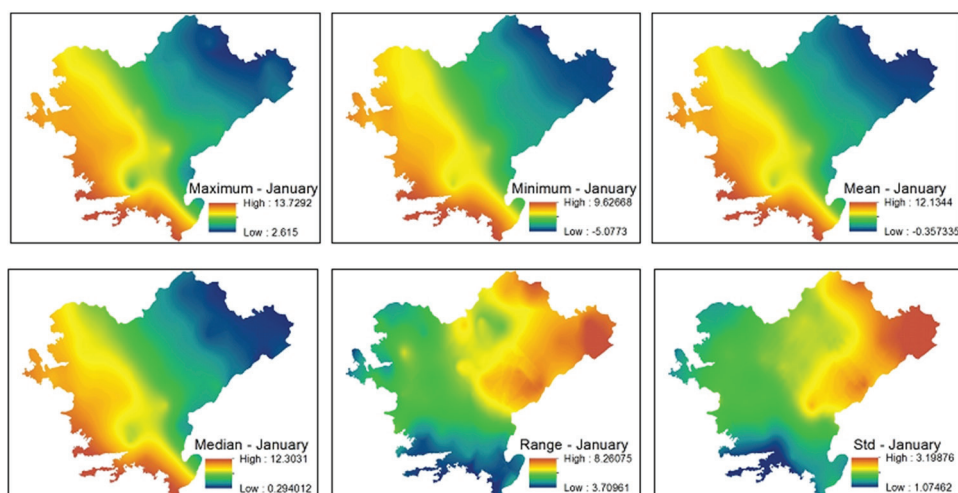 Maximum - January
High : 13.7292
Low : 2.615
Minimum - January
High : 9.62668
Low : -5.0773
Mean - January
High : 12.1344
Low : -0.357335
Median - January
High : 12.3031
Low : 0.294012
Range - January
High : 8.26075
Low : 3.70961
Std - January
High : 3.19876
Low : 1.07462